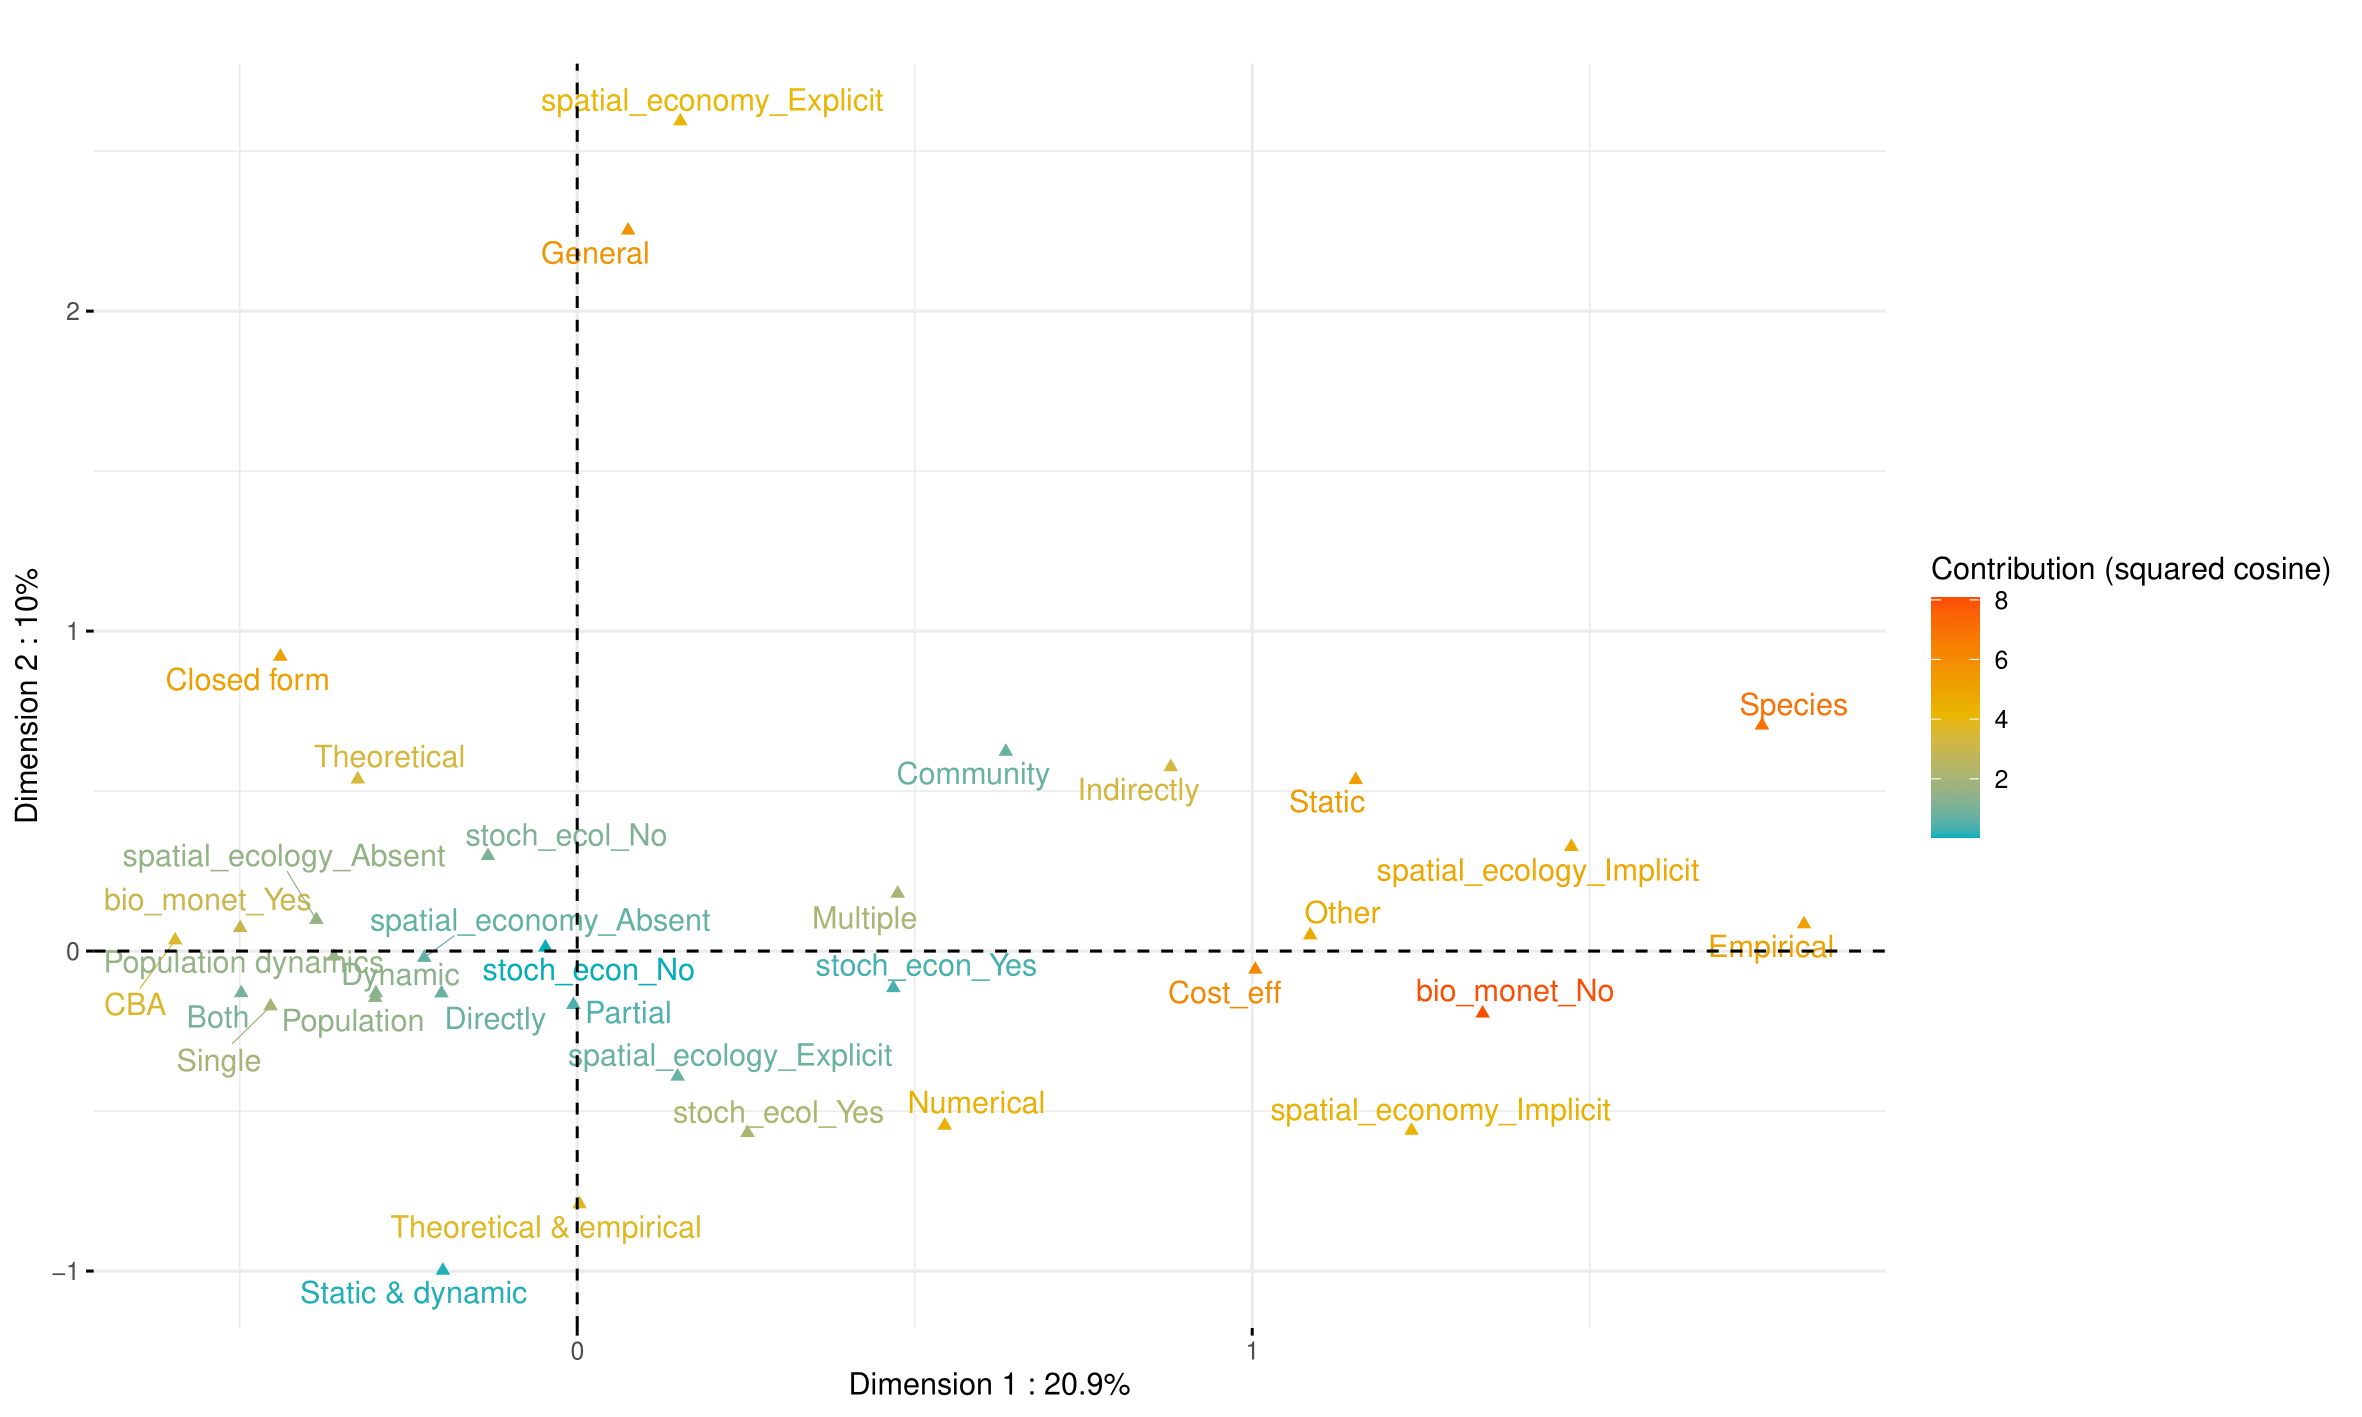 spatial_economy_Explicit
General
2
Closed form
1
Theoretical
Species
Community
Indirectly
Static
stoch_ecol_No
spatial_ecology_Absent
spatial_ecology_Implicit
bio_monet_Yes
spatial_economy_Absent
Multiple
Other
0
Empirical
Population dynamics
Dynamic
stoch_econ_No
stoch_econ_Yes
Cost_eff
bio_monet_No
CBA
Both
Population
Directly
Partial
Single
spatial_ecology_Explicit
stoch_ecol_Yes
Numerical
spatial_economy_Implicit
Theoretical & empirical
−1
Static & dynamic
0
1
Dimension 1 : 20.9%
Dimension 2 : 10%
Contribution (squared cosine)
8
6
4
2